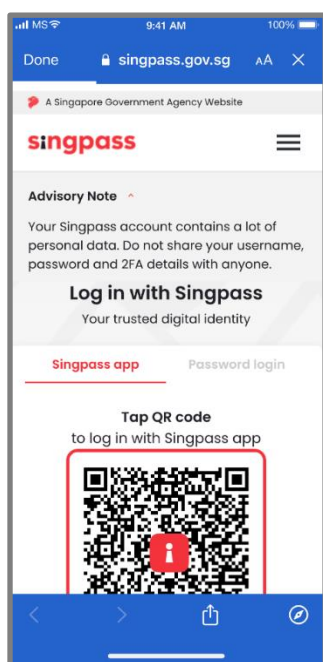 MS 9:41 AM 100%
Done singpass.gov.sg AA
A Singapore Government Agency Website
singpass
Advisory Note
Your Singpass account contains a lot of
personal data. Do not share your username,
password and 2FA details with anyone.
Log in with Singpass
Your trusted digital identity
Singpass app Password login
Tap QR code
to log in with Singpass app